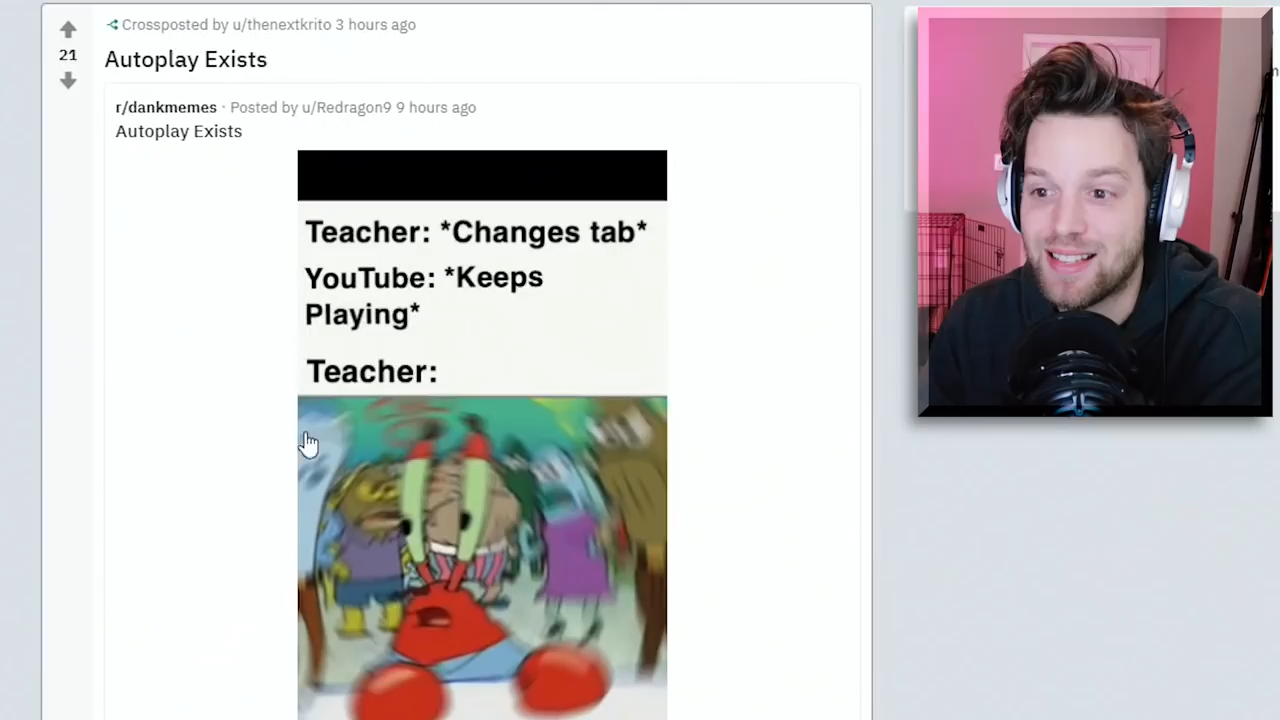 Crossposted by u/thenextkrito 3 hours ago
21
Autoplay Exists
r/dankmemes · Posted by u/Redragon9 9 hours ago
Autoplay Exists
Teacher: *Changes tab*
YouTube: *Keeps
Playing*
Teacher: